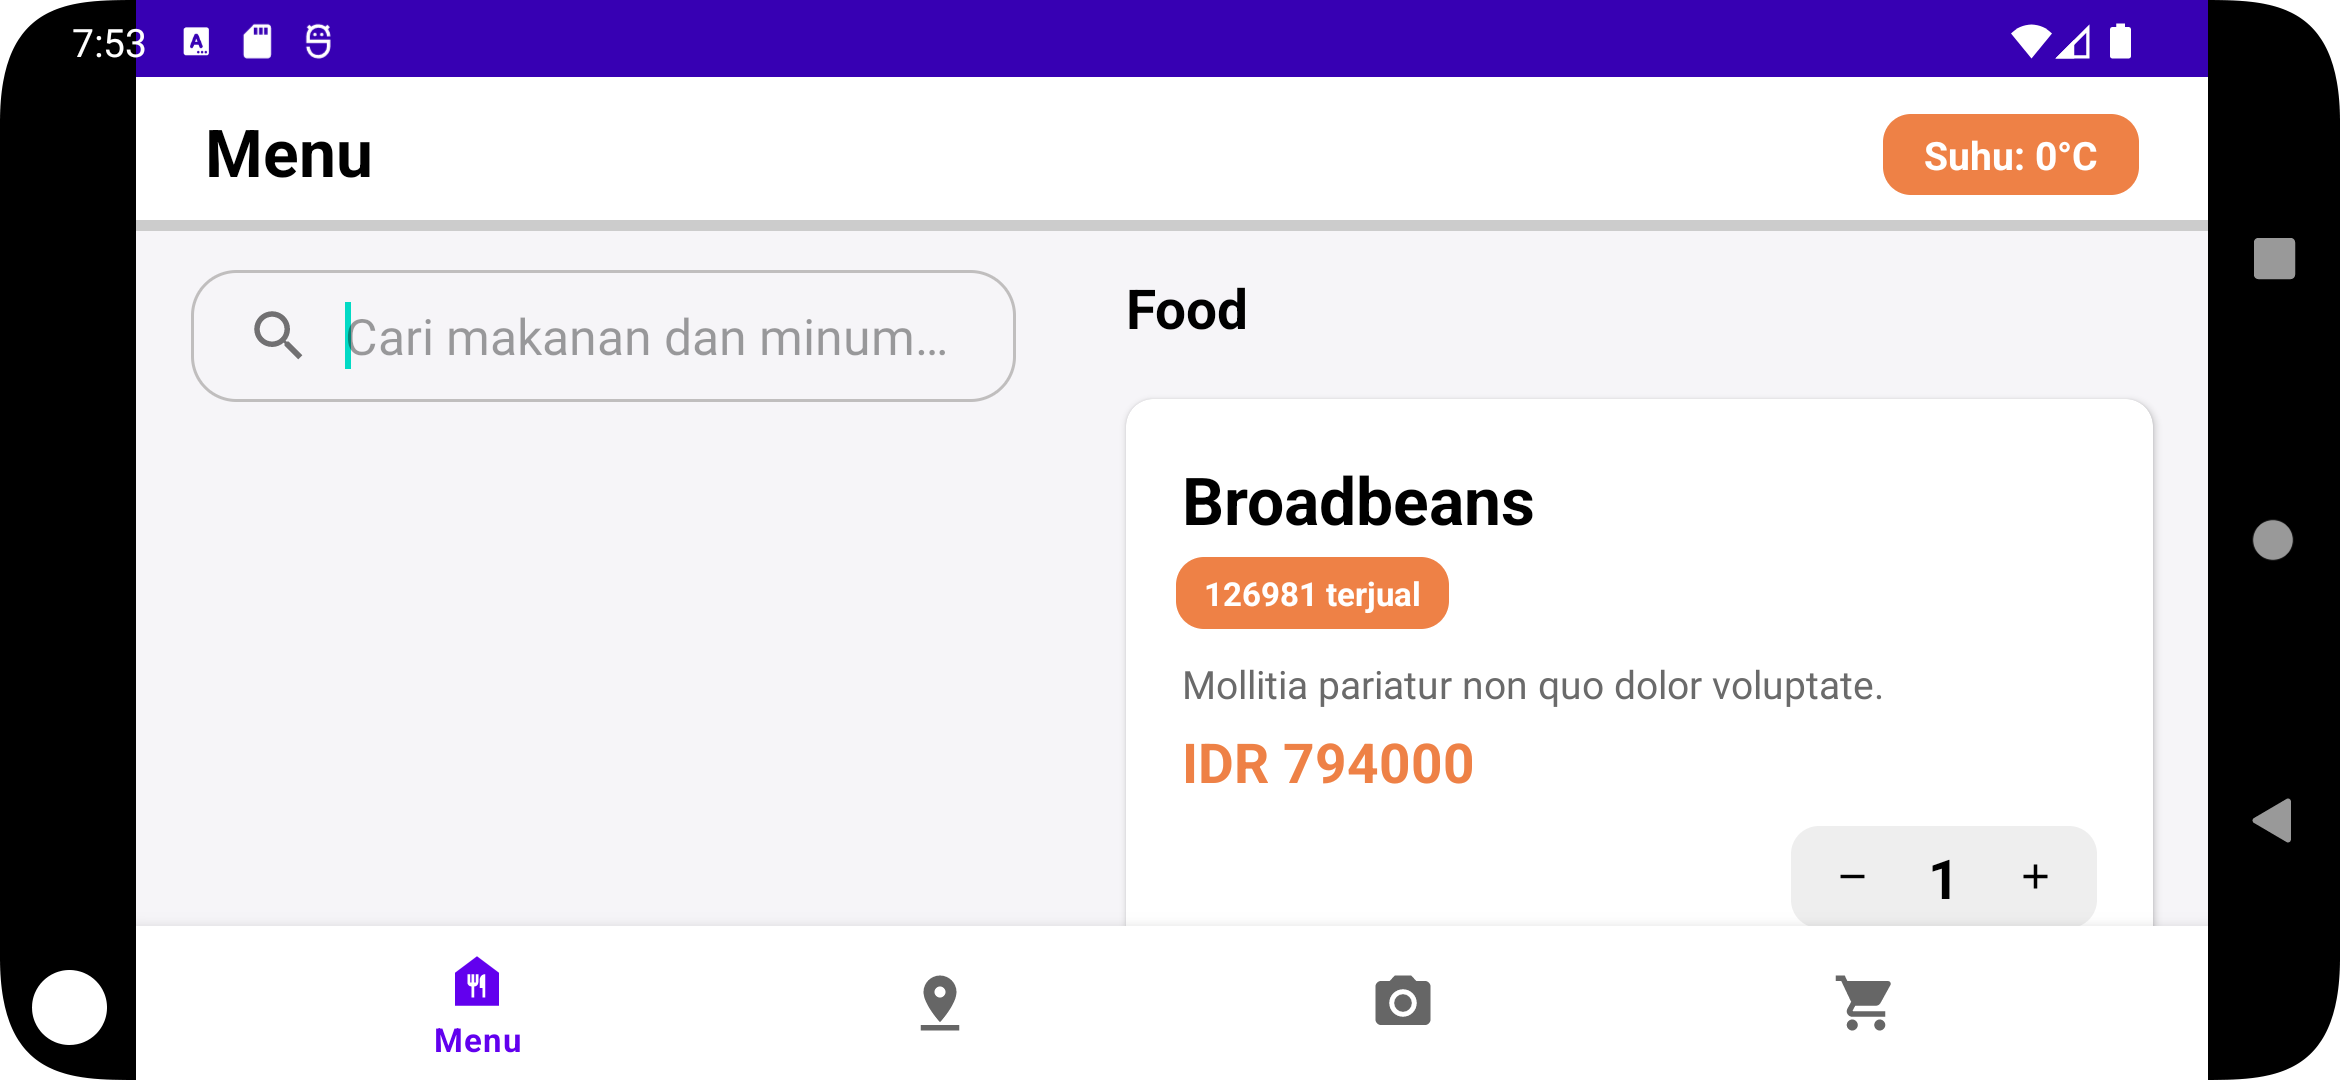 7:53
Menu
Suhu: 0°C
Cari makanan dan minum...
Food
Broadbeans
126981 terjual
Mollitia pariatur non quo dolor voluptate.
IDR 794000
− 1 +
Menu